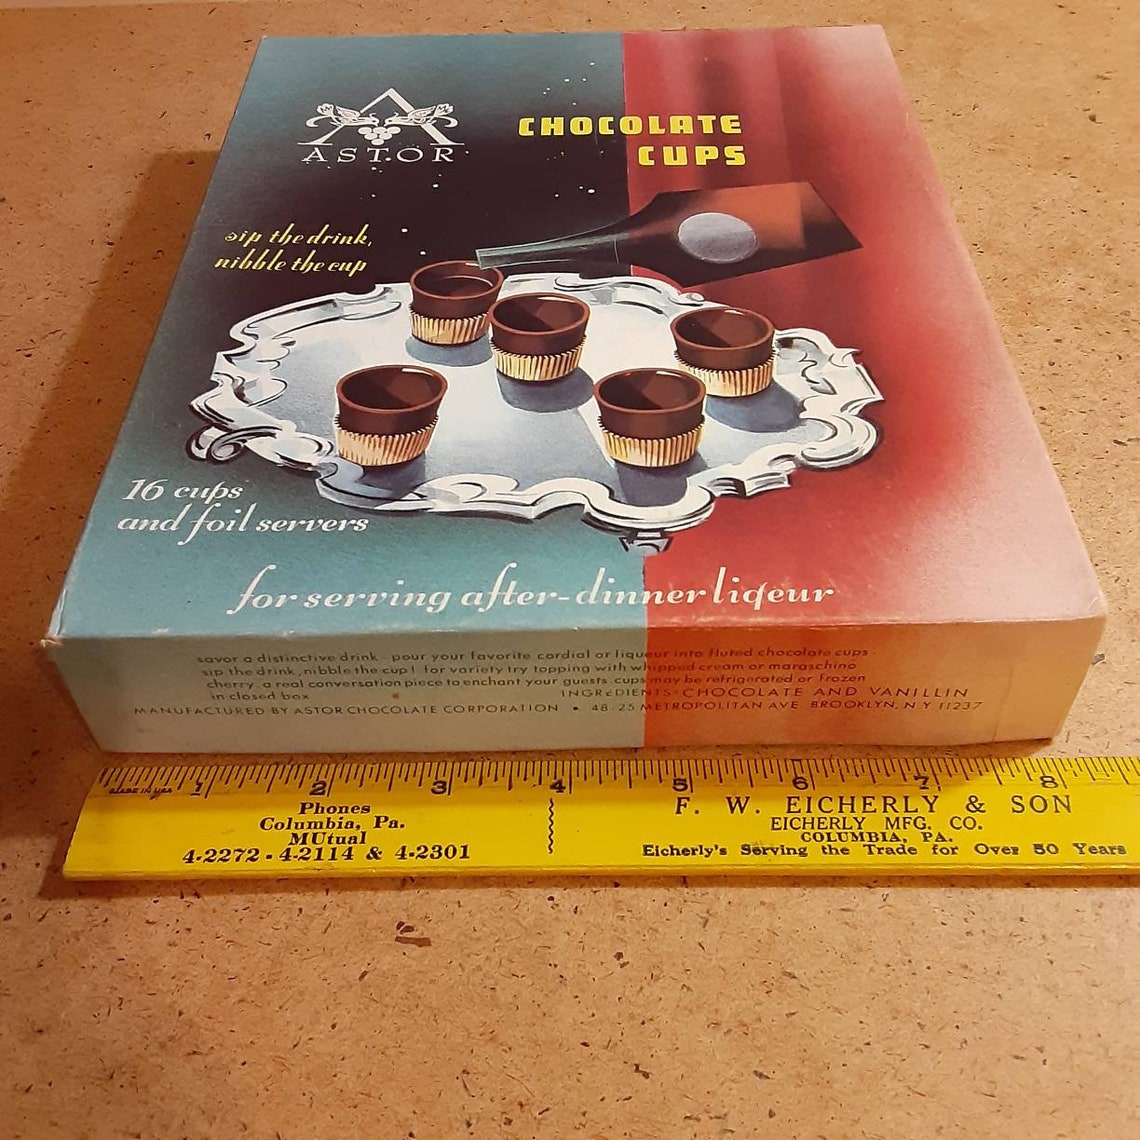 ASTOR
CHOCOLATE
CUPS
sip the drink,
nibble the cup
16 cups
and foil servers
for serving after-dinner liqeur
savor a distinctive drink - pour your favorite cordial or liqueur into fluted chocolate cups -
sip the drink, nibble the cup! for variety try topping with whipped cream or maraschino
cherry. a real conversation piece to enchant your guests. cups may be refrigerated or frozen
in closed box
INGREDIENTS: CHOCOLATE AND VANILLIN
MANUFACTURED BY ASTOR CHOCOLATE CORPORATION • 48-25 METROPOLITAN AVE. BROOKLYN, N Y 11237
1 2 3 4 5 6 7 8
MADE IN USA
Phones
Columbia, Pa.
MUtual
4-2272 - 4-2114 & 4-2301
F. W. EICHERLY & SON
EICHERLY MFG. CO.
COLUMBIA, PA.
Eicherly's Serving the Trade for Over 50 Years